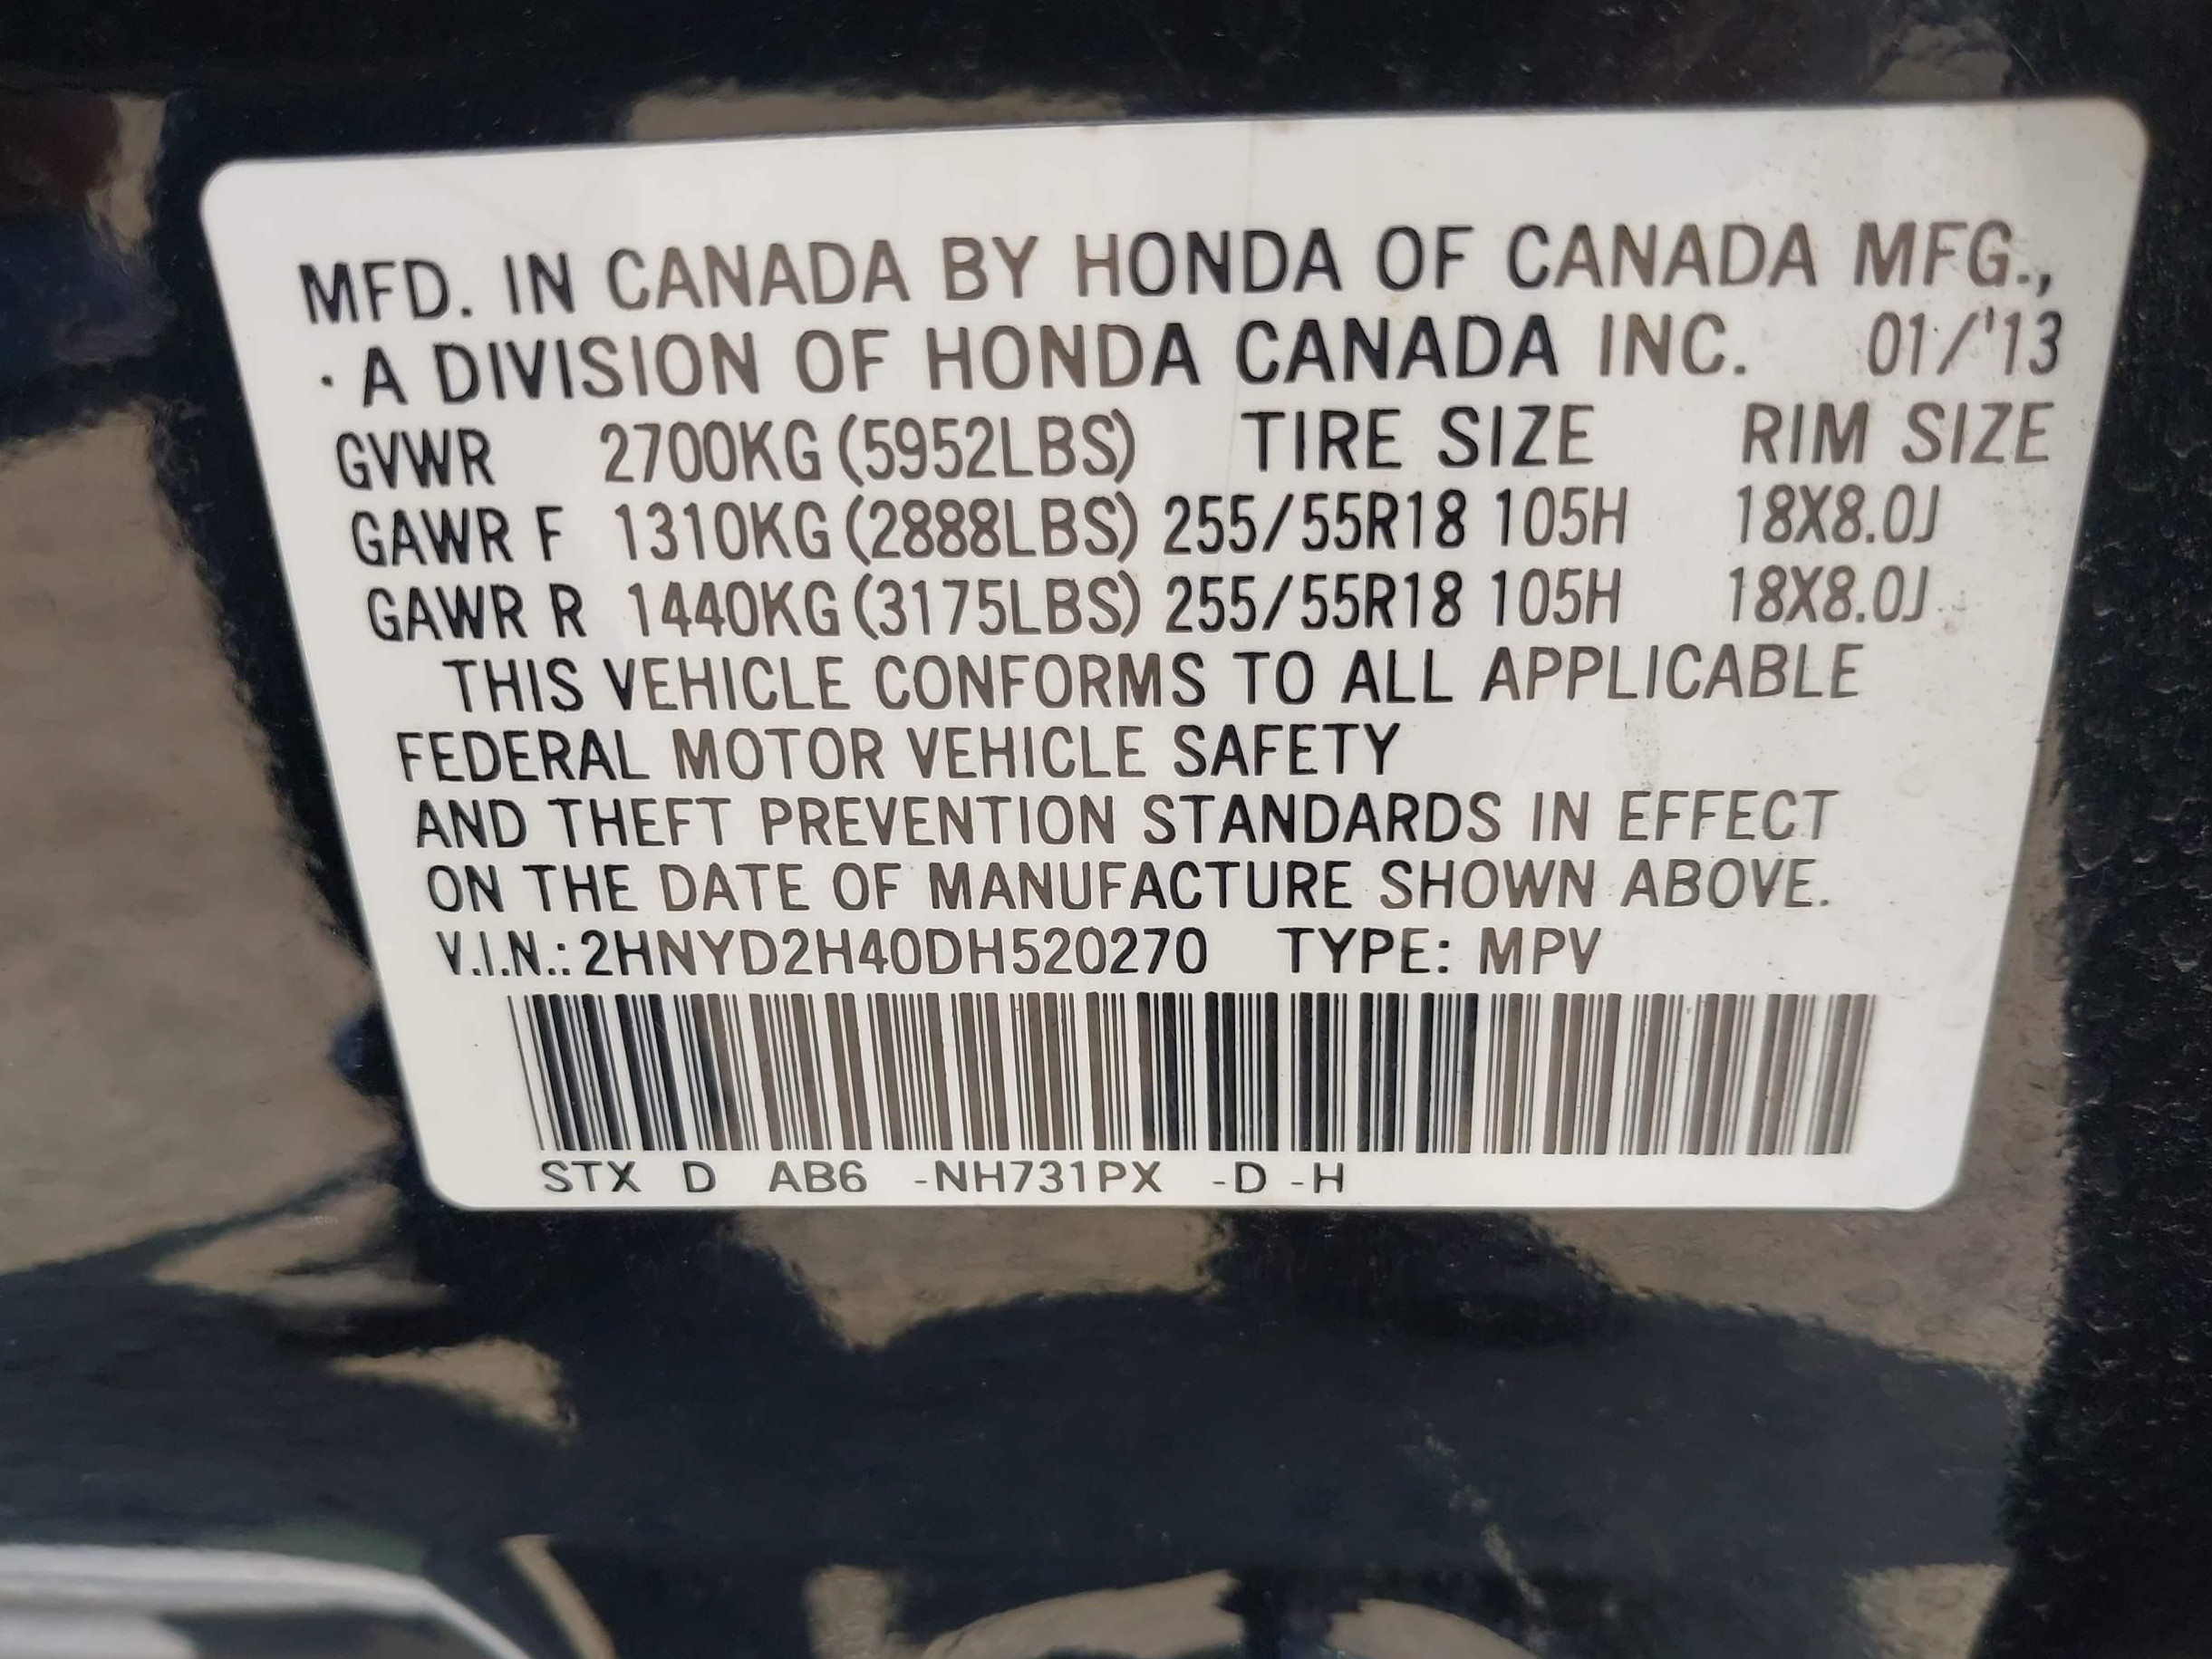 MFD. IN CANADA BY HONDA OF CANADA MFG.,
· A DIVISION OF HONDA CANADA INC. 01/'13
GVWR 2700KG (5952LBS) TIRE SIZE RIM SIZE
GAWR F 1310KG (2888LBS) 255/55R18 105H 18X8.0J
GAWR R 1440KG (3175LBS) 255/55R18 105H 18X8.0J
THIS VEHICLE CONFORMS TO ALL APPLICABLE
FEDERAL MOTOR VEHICLE SAFETY
AND THEFT PREVENTION STANDARDS IN EFFECT
ON THE DATE OF MANUFACTURE SHOWN ABOVE.
V.I.N.: 2HNYD2H40DH520270 TYPE: MPV
STX D AB6 -NH731PX -D -H